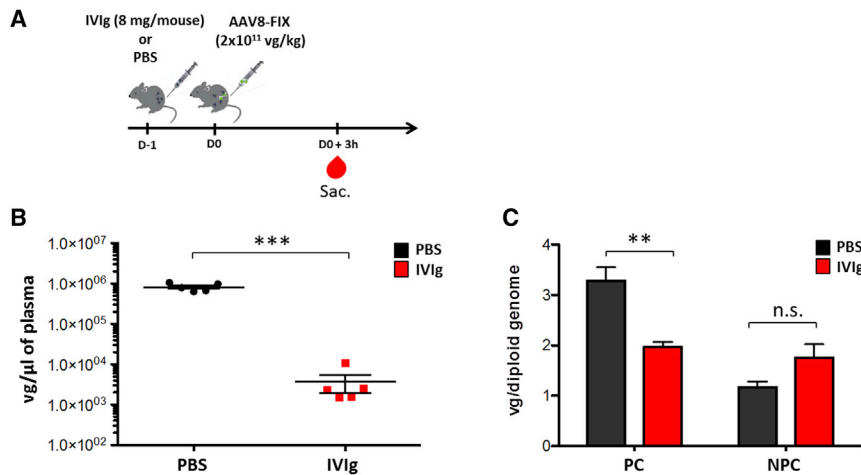 A
IVIg (8 mg/mouse)
or
PBS
AAV8-FIX
(2x10¹¹ vg/kg)
D-1
D0
D0 + 3h
Sac.
B
vg/µl of plasma
1.0×10⁰⁷
1.0×10⁰⁶
1.0×10⁰⁵
1.0×10⁰⁴
1.0×10⁰³
1.0×10⁰²
***
PBS
IVIg
PBS
IVIg
C
vg/diploid genome
4
3
2
1
0
**
n.s.
PBS
IVIg
PC
NPC